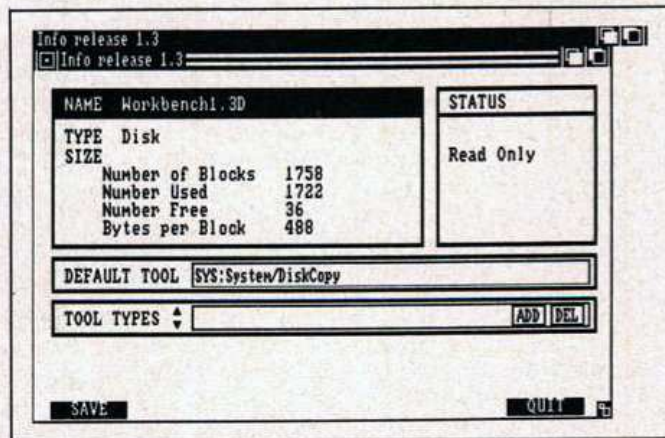 Info release 1.3
Info release 1.3
NAME Workbench1.3D
STATUS
TYPE Disk
SIZE
Read Only
Number of Blocks 1758
Number Used 1722
Number Free 36
Bytes per Block 488
DEFAULT TOOL SYS:System/DiskCopy
TOOL TYPES ADD DEL
SAVE QUIT